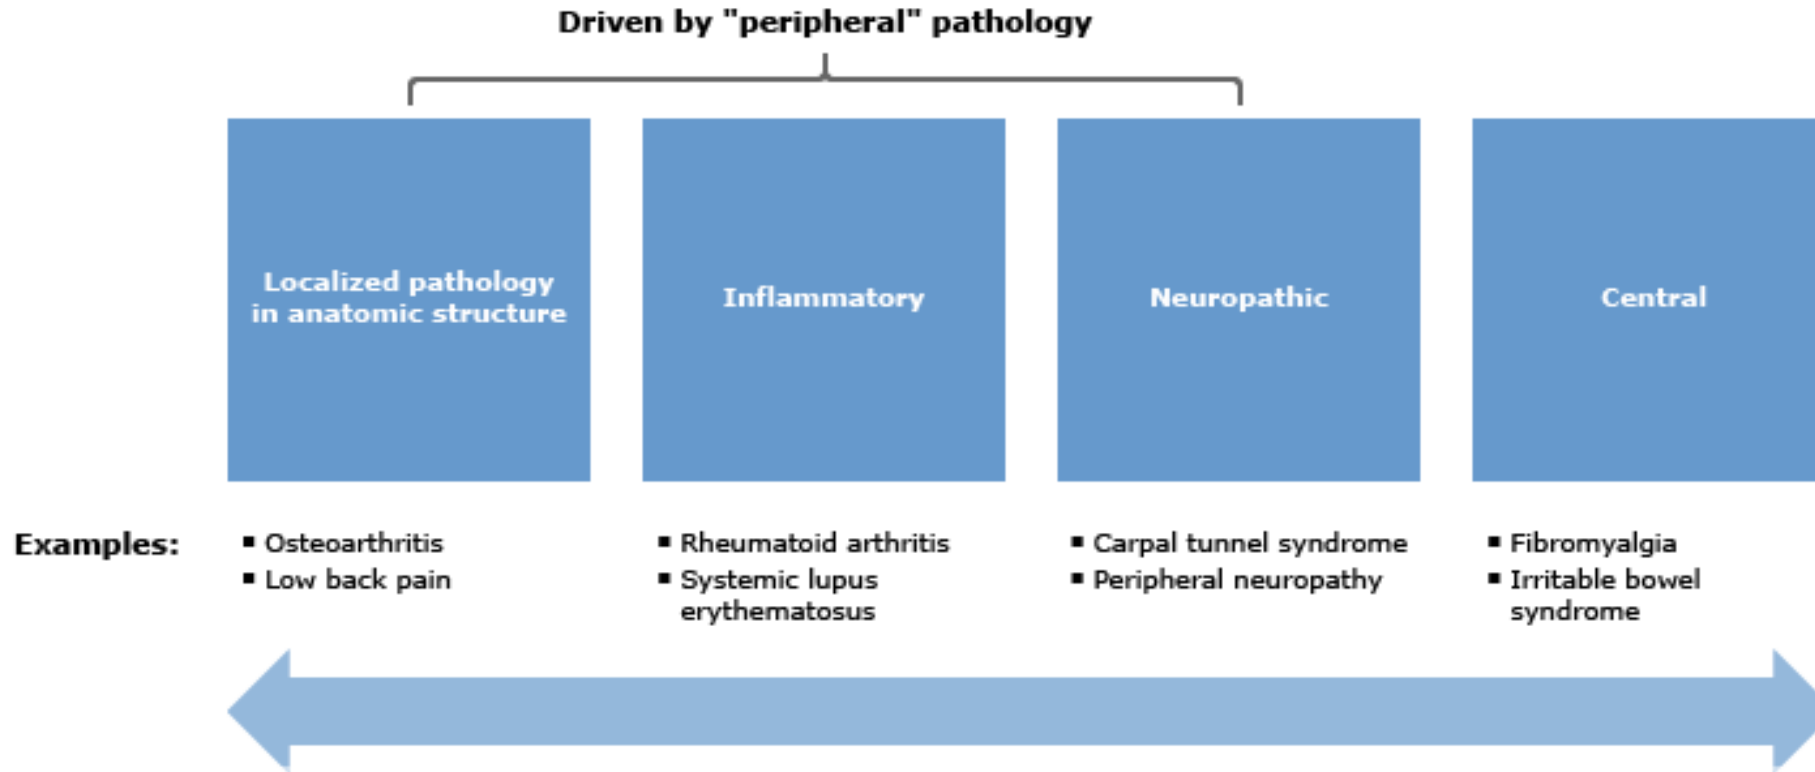 Driven by "peripheral" pathology
Localized pathology
in anatomic structure
Inflammatory
Neuropathic
Central
Examples:
▪ Osteoarthritis
▪ Low back pain
▪ Rheumatoid arthritis
▪ Systemic lupus
erythematosus
▪ Carpal tunnel syndrome
▪ Peripheral neuropathy
▪ Fibromyalgia
▪ Irritable bowel
syndrome